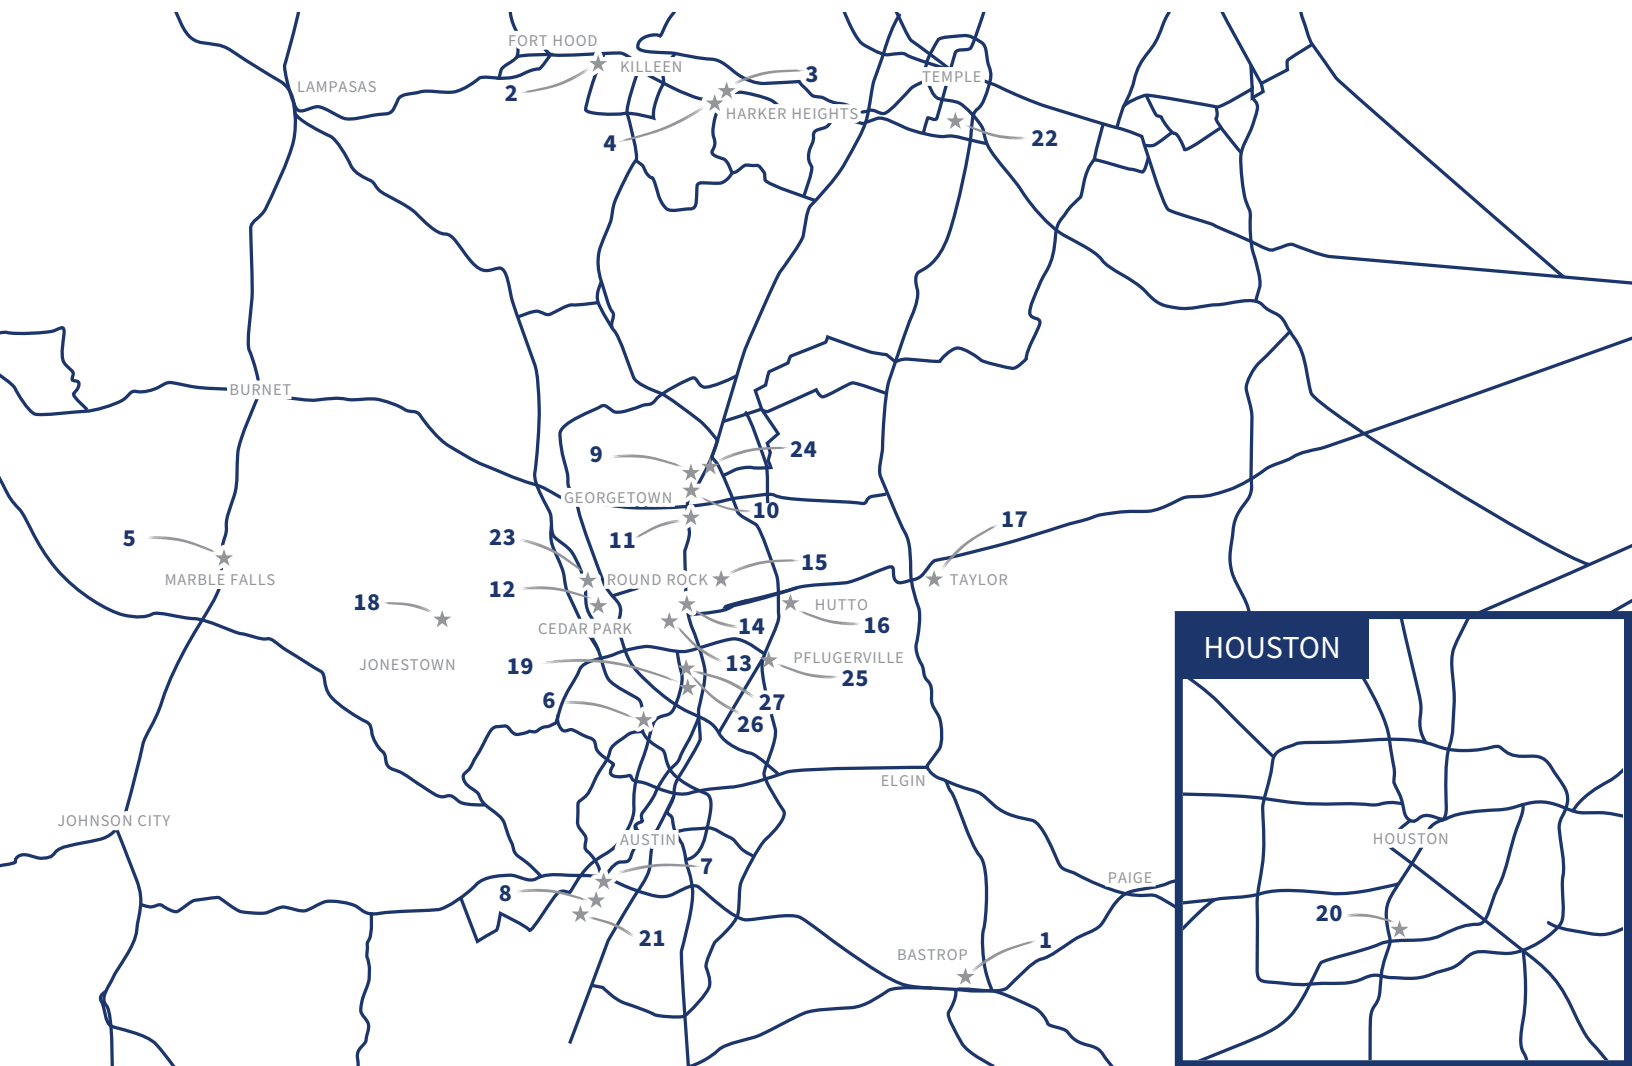 FORT HOOD
KILLEEN
3
TEMPLE
LAMPASAS
2
HARKER HEIGHTS
4
22
BURNET
9
24
GEORGETOWN
10
17
5
23
11
15
MARBLE FALLS
ROUND ROCK
TAYLOR
12
18
HUTTO
CEDAR PARK
14
16
JONESTOWN
19
13
PFLUGERVILLE
25
6
27
26
HOUSTON
ELGIN
JOHNSON CITY
AUSTIN
HOUSTON
7
PAIGE
8
20
21
1
BASTROP